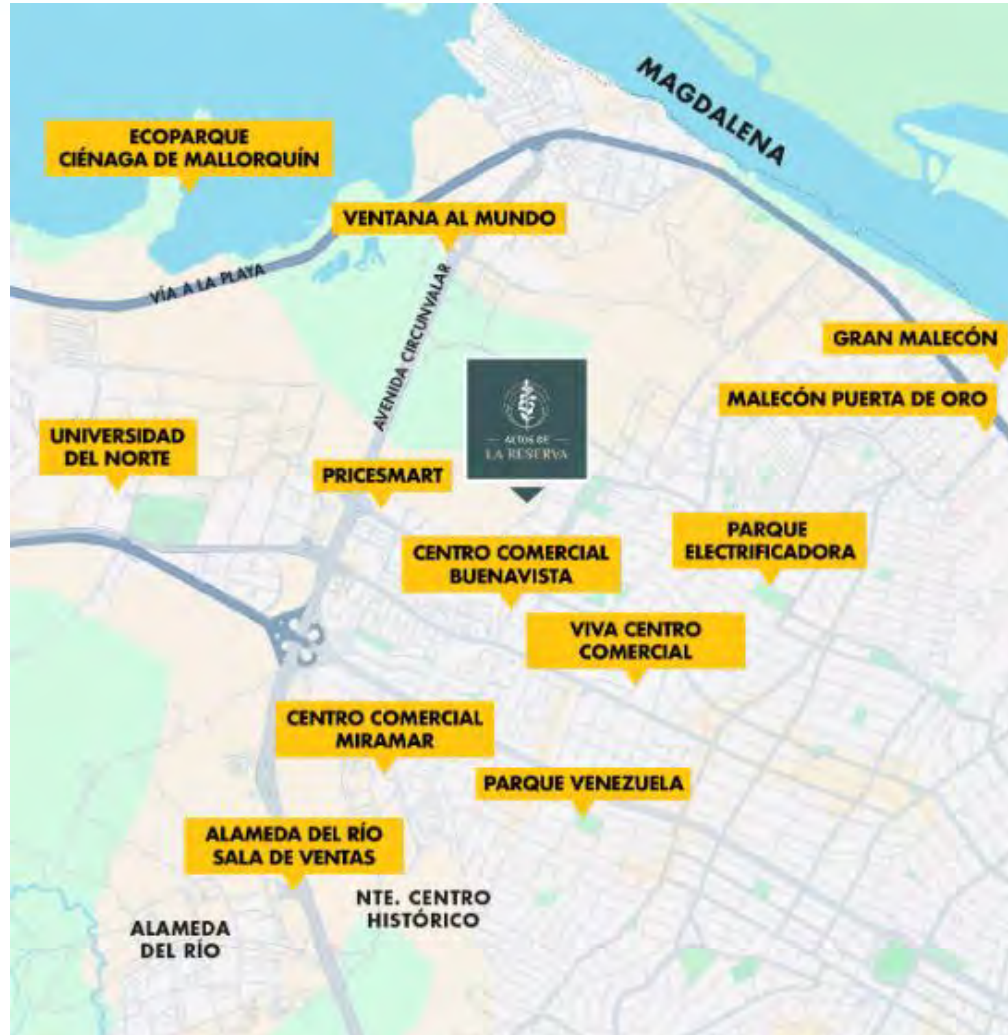 MAGDALENA
ECOPARQUE
CIÉNAGA DE MALLORQUÍN
VENTANA AL MUNDO
VÍA A LA PLAYA
AVENIDA CIRCUNVALAR
GRAN MALECÓN
MALECÓN PUERTA DE ORO
ALTOS DE
LA RESERVA
UNIVERSIDAD
DEL NORTE
PRICESMART
PARQUE
ELECTRIFICADORA
CENTRO COMERCIAL
BUENAVISTA
VIVA CENTRO
COMERCIAL
CENTRO COMERCIAL
MIRAMAR
PARQUE VENEZUELA
ALAMEDA DEL RÍO
SALA DE VENTAS
NTE. CENTRO
HISTÓRICO
ALAMEDA
DEL RÍO